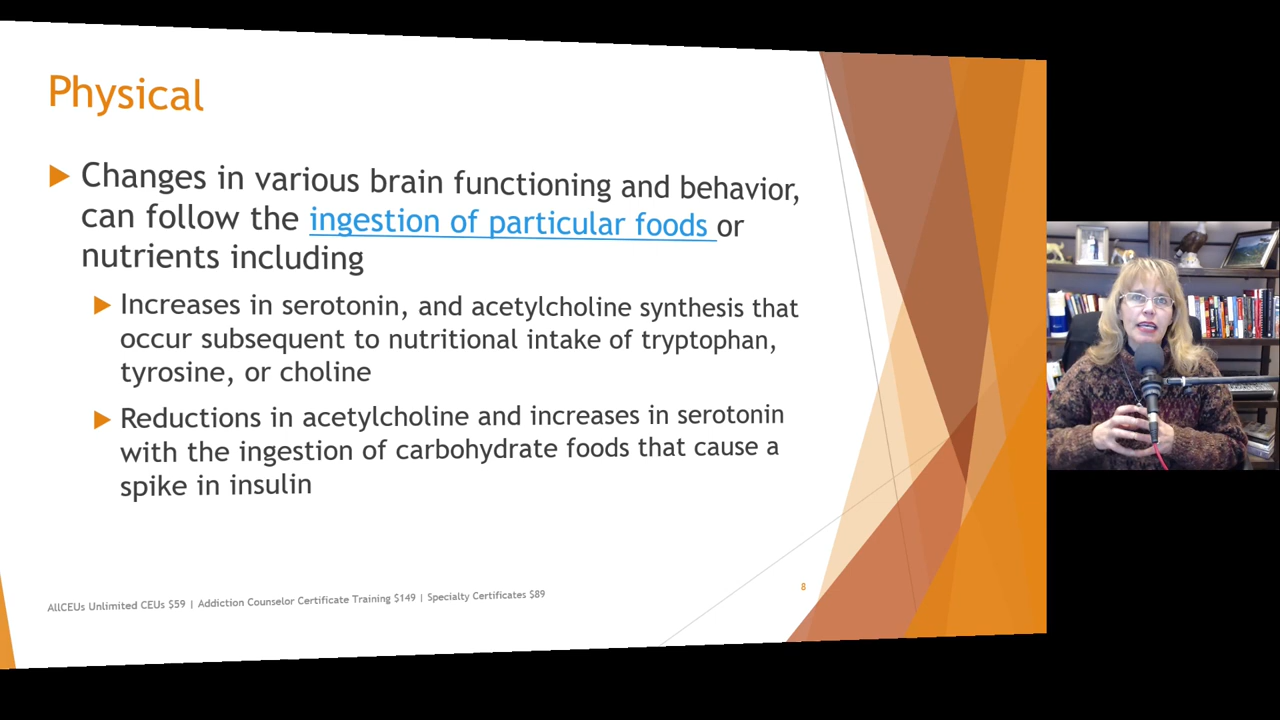 Physical
Changes in various brain functioning and behavior,
can follow the ingestion of particular foods or
nutrients including
Increases in serotonin, and acetylcholine synthesis that
occur subsequent to nutritional intake of tryptophan,
tyrosine, or choline
Reductions in acetylcholine and increases in serotonin
with the ingestion of carbohydrate foods that cause a
spike in insulin
AllCEUs Unlimited CEUs $59 | Addiction Counselor Certificate Training $149 | Specialty Certificates $89
8